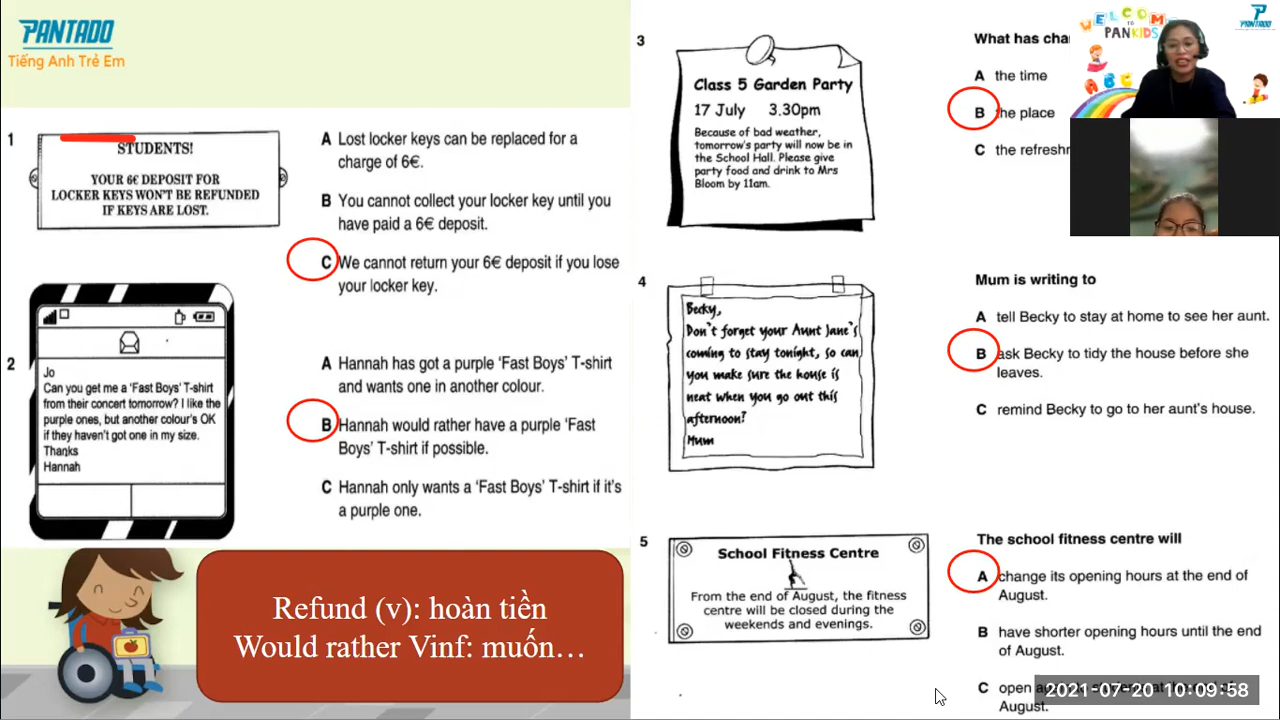 PANTADO
Tiếng Anh Trẻ Em
1
STUDENTS!
YOUR 6€ DEPOSIT FOR
LOCKER KEYS WON'T BE REFUNDED
IF KEYS ARE LOST.
A Lost locker keys can be replaced for a
charge of 6€.
B You cannot collect your locker key until you
have paid a 6€ deposit.
C We cannot return your 6€ deposit if you lose
your locker key.
2
Jo
Can you get me a 'Fast Boys' T-shirt
from their concert tomorrow? I like the
purple ones, but another colour's OK
if they haven't got one in my size.
Thanks
Hannah
A Hannah has got a purple 'Fast Boys' T-shirt
and wants one in another colour.
B Hannah would rather have a purple 'Fast
Boys' T-shirt if possible.
C Hannah only wants a 'Fast Boys' T-shirt if it's
a purple one.
Refund (v): hoàn tiền
Would rather Vinf: muốn…
3
Class 5 Garden Party
17 July 3.30pm
Because of bad weather,
tomorrow's party will now be in
the School Hall. Please give
party food and drink to Mrs
Bloom by 11am.
What has
A the time
B the place
C the
WELCOME
TO
PANKIDS
PANTADO
4
Becky,
Don't forget your Aunt Jane's
coming to stay tonight, so can
you make sure the house is
neat when you go out this
afternoon?
Mum
Mum is writing to
A tell Becky to stay at home to see her aunt.
B ask Becky to tidy the house before she
leaves.
C remind Becky to go to her aunt's house.
5
School Fitness Centre
From the end of August, the fitness
centre will be closed during the
weekends and evenings.
The school fitness centre will
A change its opening hours at the end of
August.
B have shorter opening hours until the end
of August.
C open
August.
2021-07-20 10:09:58